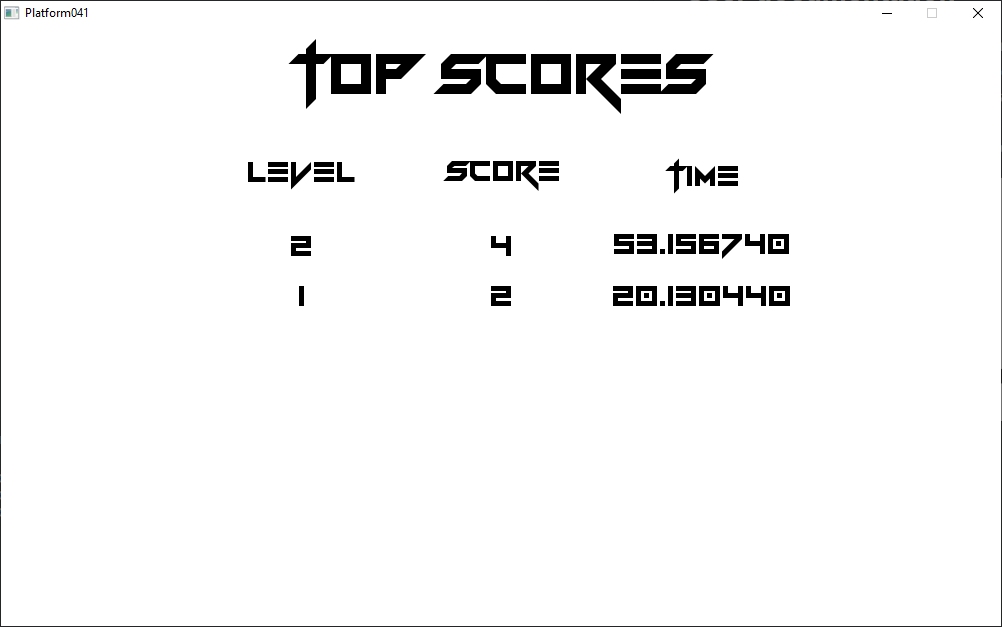 Platform041
TOP SCORES
LEVEL SCORE TIME
2 4 53.156740
1 2 20.130440